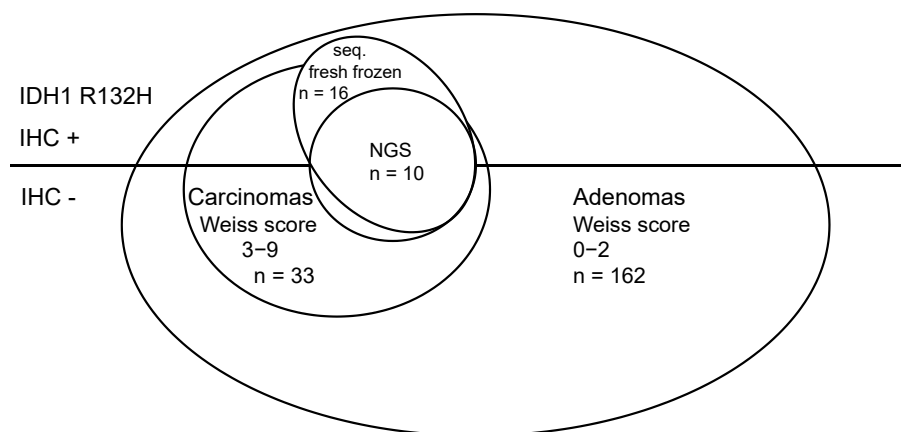 seq.
fresh frozen
n = 16
IDH1 R132H
IHC +
NGS
n = 10
IHC -
Carcinomas
Weiss score
3−9
n = 33
Adenomas
Weiss score
0−2
n = 162